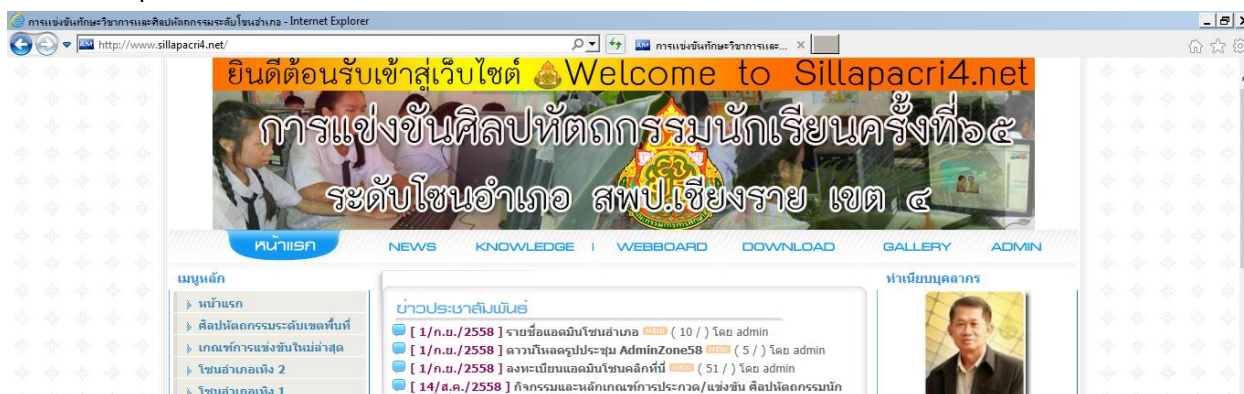 การแข่งขันทักษะวิชาการและศิลปหัตถกรรมระดับโซนอำเภอ - Internet Explorer
http://www.sillapacri4.net/
การแข่งขันทักษะวิชาการและ...
ยินดีต้อนรับเข้าสู่เว็บไซต์ Welcome to Sillapacri4.net
การแข่งขันศิลปหัตถกรรมนักเรียนครั้งที่๖๕
ระดับโซนอำเภอ สพป.เชียงราย เขต ๔
หน้าแรก NEWS KNOWLEDGE | WEBBOARD DOWNLOAD GALLERY ADMIN
เมนูหลัก
หน้าแรก
ศิลปหัตถกรรมระดับเขตพื้นที่
เกณฑ์การแข่งขันใหม่ล่าสุด
โซนอำเภอเทิง 2
โซนอำเภอเทิง 1
ข่าวประชาสัมพันธ์
[ 1/ก.ย./2558 ] รายชื่อแอดมินโซนอำเภอ NEW ( 10 / ) โดย admin
[ 1/ก.ย./2558 ] ดาวน์โหลดรูปประชุม AdminZone58 NEW ( 5 / ) โดย admin
[ 1/ก.ย./2558 ] ลงทะเบียนแอดมินโซนคลิกที่นี่ NEW ( 51 / ) โดย admin
[ 14/ส.ค./2558 ] กิจกรรมและหลักเกณฑ์การประกวด/แข่งขัน ศิลปหัตถกรรมนัก
ทำเนียบบุคลากร